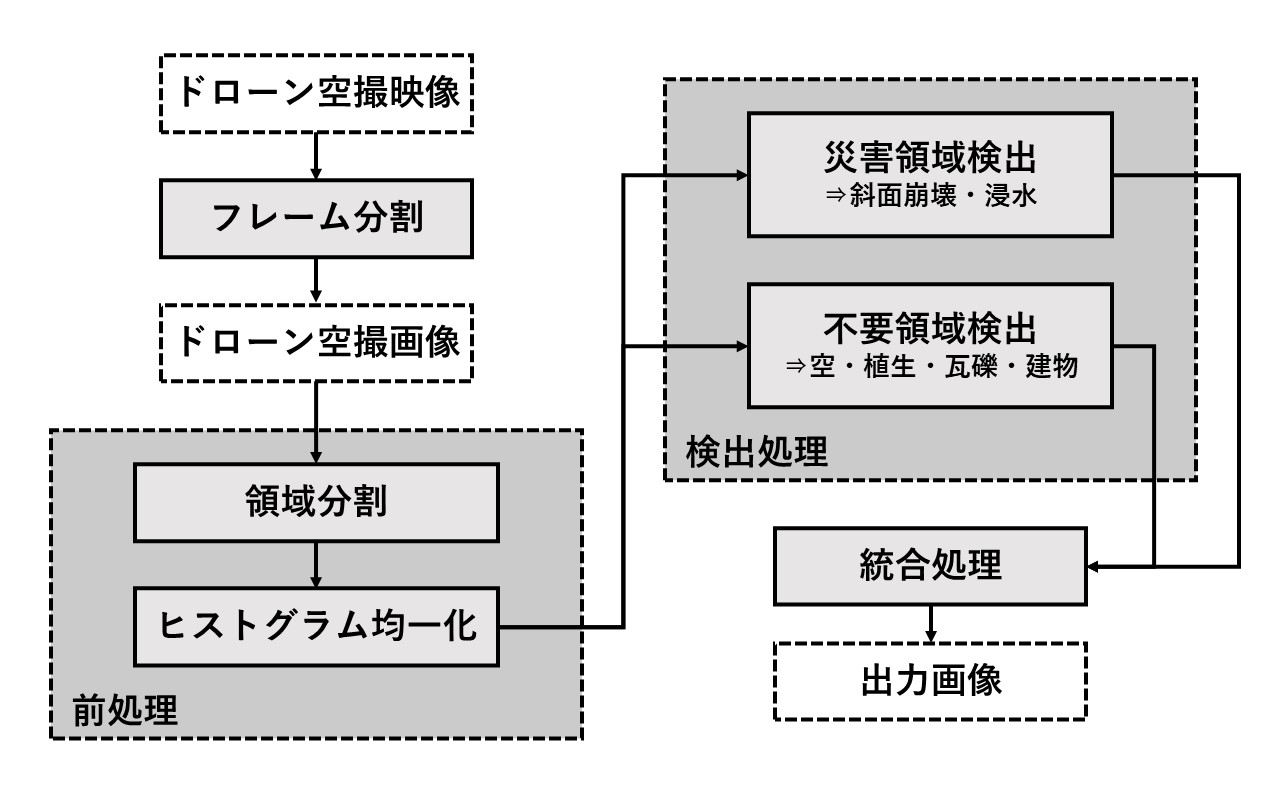 ドローン空撮映像
フレーム分割
ドローン空撮画像
領域分割
ヒストグラム均一化
前処理
災害領域検出
⇒斜面崩壊・浸水
不要領域検出
⇒空・植生・瓦礫・建物
検出処理
統合処理
出力画像